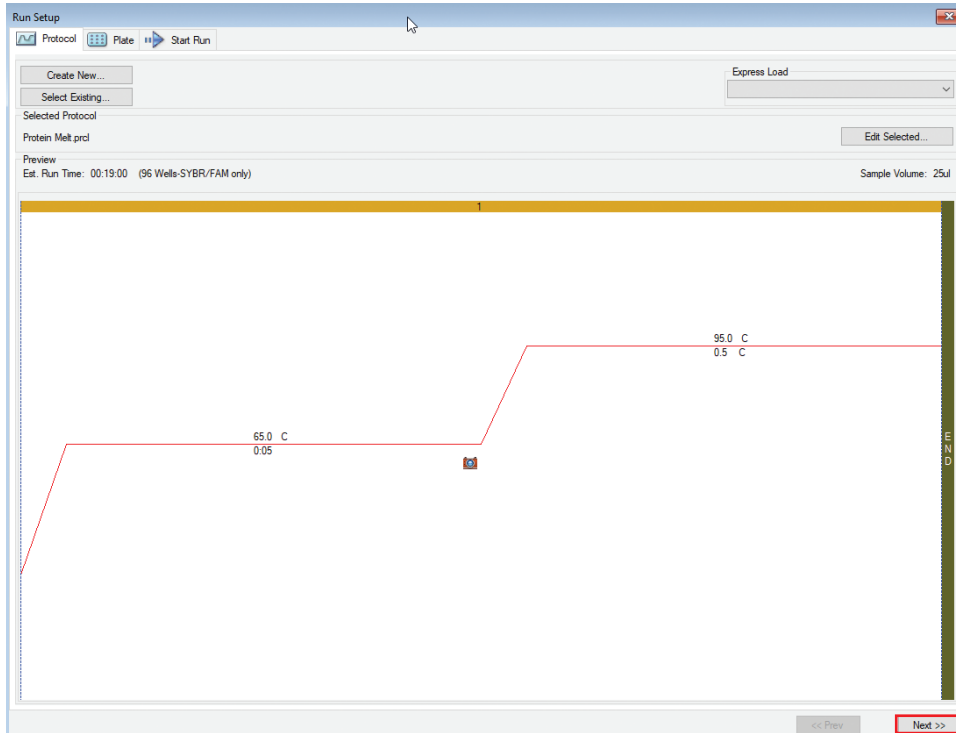 Run Setup
Protocol Plate Start Run
Create New...
Select Existing...
Express Load
Selected Protocol
Protein Melt.prcl
Edit Selected...
Preview
Est. Run Time: 00:19:00 (96 Wells-SYBR/FAM only)
Sample Volume: 25ul
1
95.0 C
0.5 C
65.0 C
0:05
END
<< Prev
Next >>